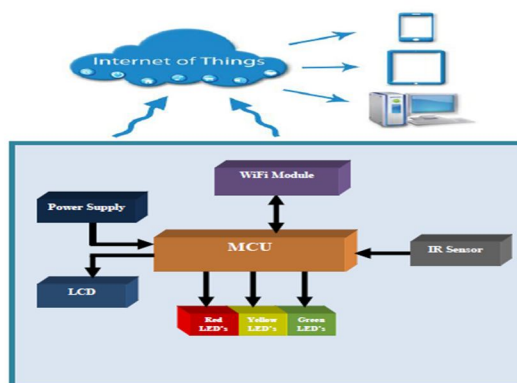 Internet of Things
WiFi Module
Power Supply
MCU
IR Sensor
LCD
Red
LED's
Yellow
LED's
Green
LED's